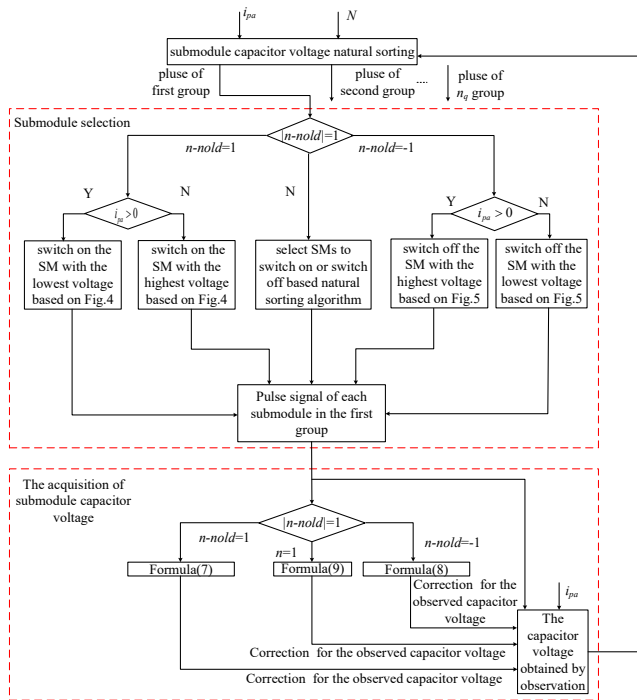 i_pa
N
submodule capacitor voltage natural sorting
pluse of
first group
pluse of
second group
....
pluse of
n_q group
Submodule selection
|n-nold|=1
n-nold=1
n-nold=-1
Y
N
N
Y
N
i_pa >0
i_pa > 0
switch on the
SM with the
lowest voltage
based on Fig.4
switch on the
SM with the
highest voltage
based on Fig.4
select SMs to
switch on or switch
off based natural
sorting algorithm
switch off the
SM with the
highest voltage
based on Fig.5
switch off the
SM with the
lowest voltage
based on Fig.5
Pulse signal of each
submodule in the first
group
The acquisition of
submodule capacitor
voltage
|n-nold|=1
n-nold=1
n=1
n-nold=-1
Formula(7)
Formula(9)
Formula(8)
Correction for the
observed capacitor
voltage
i_pa
The
capacitor
voltage
obtained by
observation
Correction for the observed capacitor voltage
Correction for the observed capacitor voltage